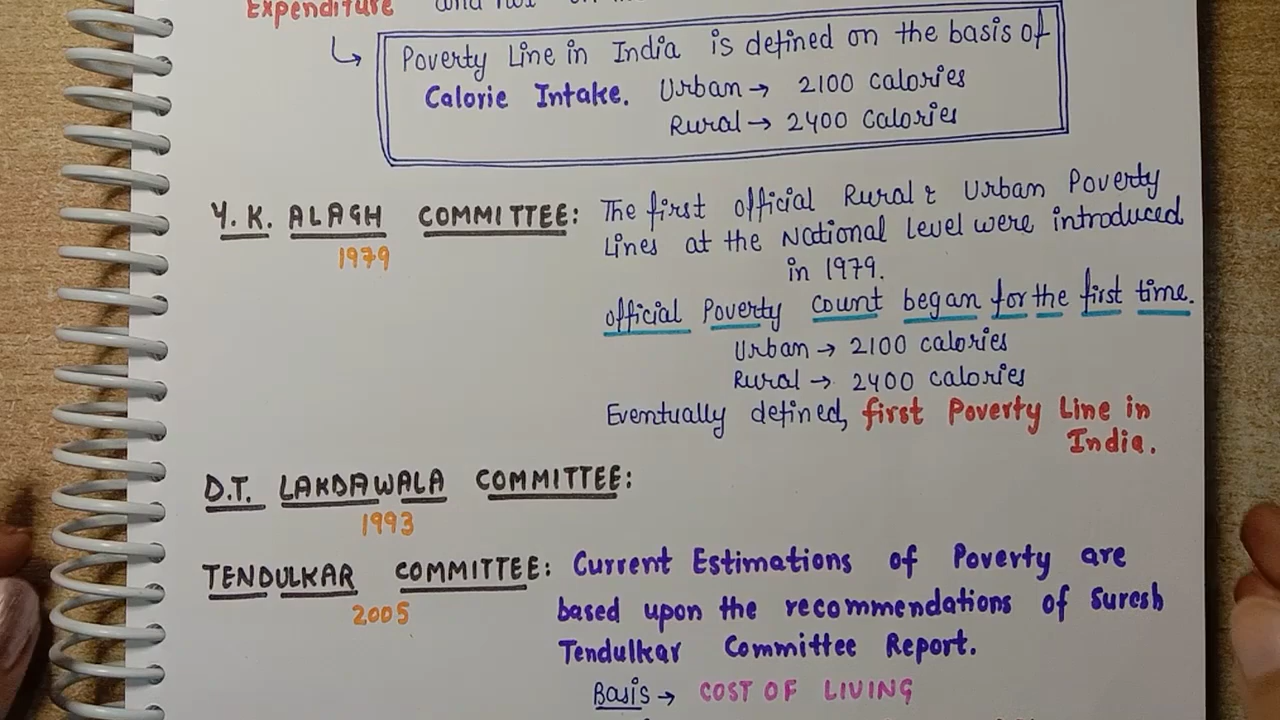 Expenditure and not on
↳ Poverty Line in India is defined on the basis of
Calorie Intake. Urban → 2100 calories
Rural → 2400 calories
Y. K. ALAGH COMMITTEE: The first official Rural & Urban Poverty
1979 Lines at the National level were introduced
in 1979.
official Poverty count began for the first time.
Urban → 2100 calories
Rural → 2400 calories
Eventually defined, first Poverty Line in
India.
D.T. LAKDAWALA COMMITTEE:
1993
TENDULKAR COMMITTEE: Current Estimations of Poverty are
2005 based upon the recommendations of Suresh
Tendulkar Committee Report.
Basis → COST OF LIVING